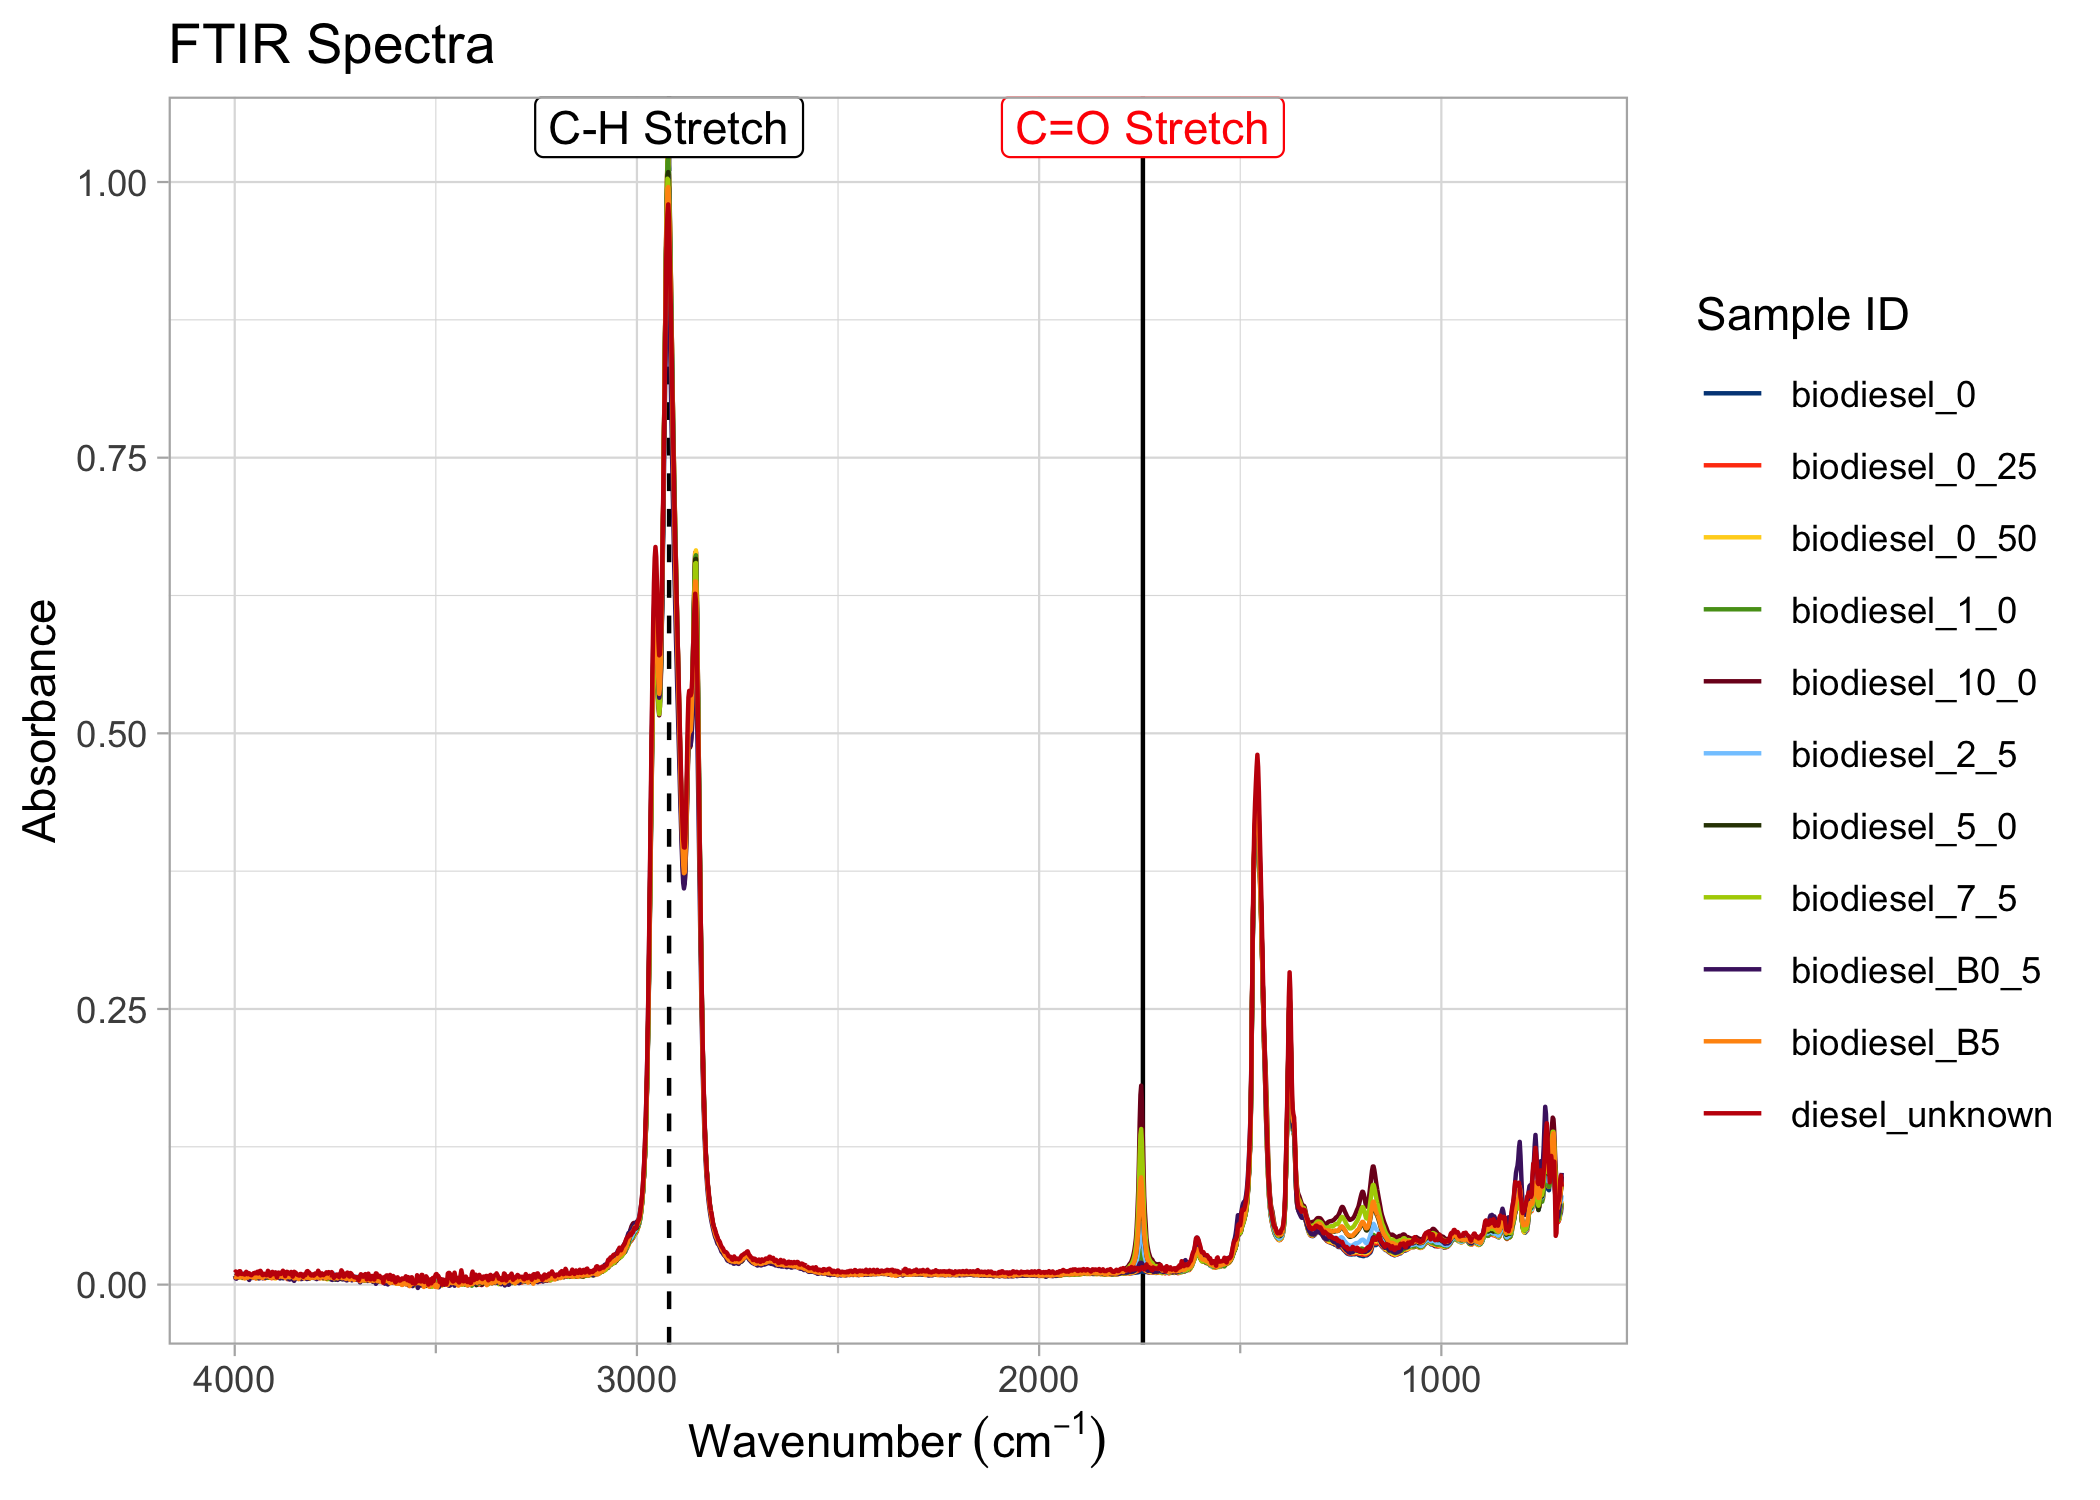 FTIR Spectra
C-H Stretch
C=O Stretch
1.00
0.75
0.50
0.25
0.00
Absorbance
4000
3000
2000
1000
Wavenumber (cm⁻¹)
Sample ID
biodiesel_0
biodiesel_0_25
biodiesel_0_50
biodiesel_1_0
biodiesel_10_0
biodiesel_2_5
biodiesel_5_0
biodiesel_7_5
biodiesel_B0_5
biodiesel_B5
diesel_unknown